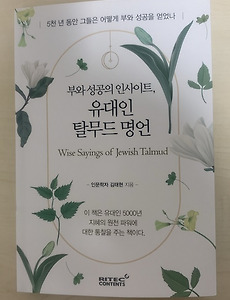 5천 년 동안 그들은 어떻게 부와 성공을 얻었나
부와 성공의 인사이트,
유대인
탈무드 명언
Wise Sayings of Jewish Talmud
인문학자 김태현 지음
이 책은 유대인 5000년
지혜의 원천 파워에
대한 통찰을 주는 책이다.
RITEC
CONTENTS